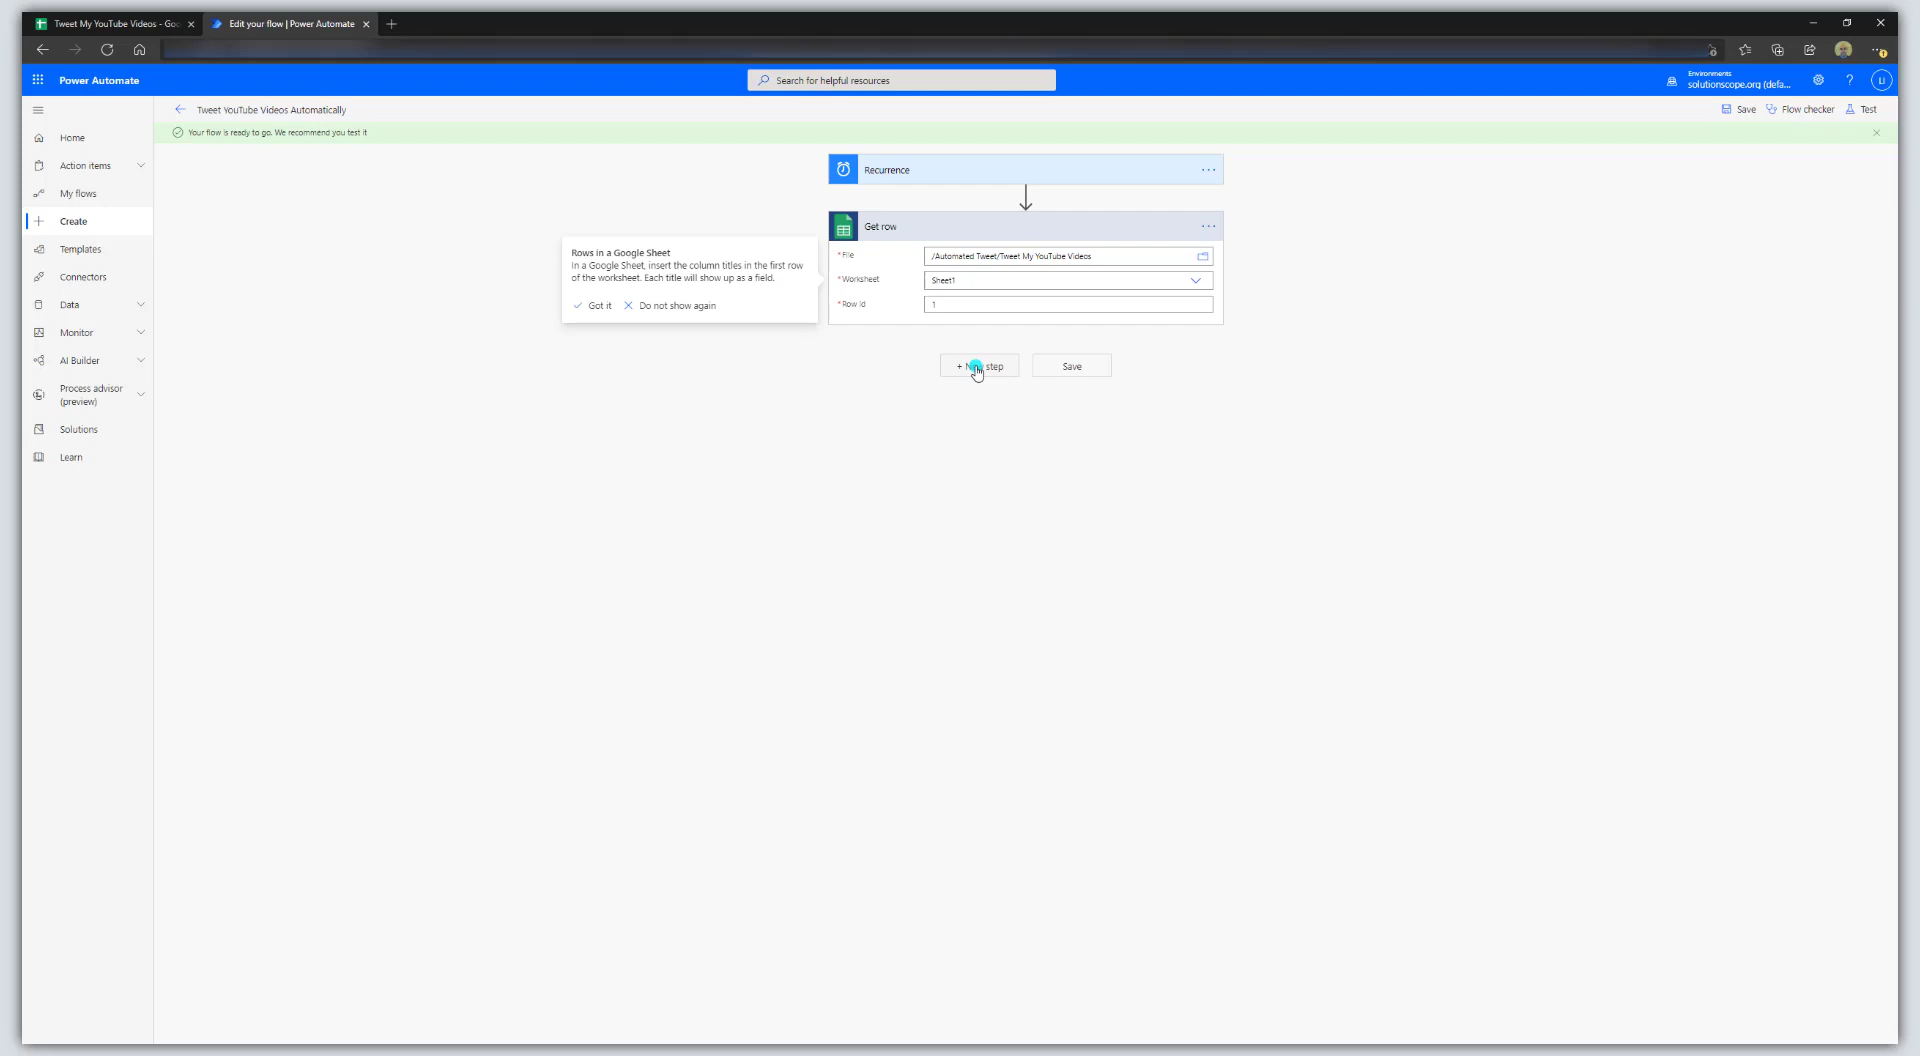 Tweet My YouTube Videos - Goo
Edit your flow | Power Automate
Power Automate
Search for helpful resources
Environments
solutionscope.org (defa...
Tweet YouTube Videos Automatically
Save
Flow checker
Test
Your flow is ready to go. We recommend you test it
Home
Action items
My flows
Create
Templates
Connectors
Data
Monitor
AI Builder
Process advisor
(preview)
Solutions
Learn
Recurrence
Get row
Rows in a Google Sheet
In a Google Sheet, insert the column titles in the first row
of the worksheet. Each title will show up as a field.
Got it
Do not show again
* File
/Automated Tweet/Tweet My YouTube Videos
* Worksheet
Sheet1
* Row id
1
+ New step
Save